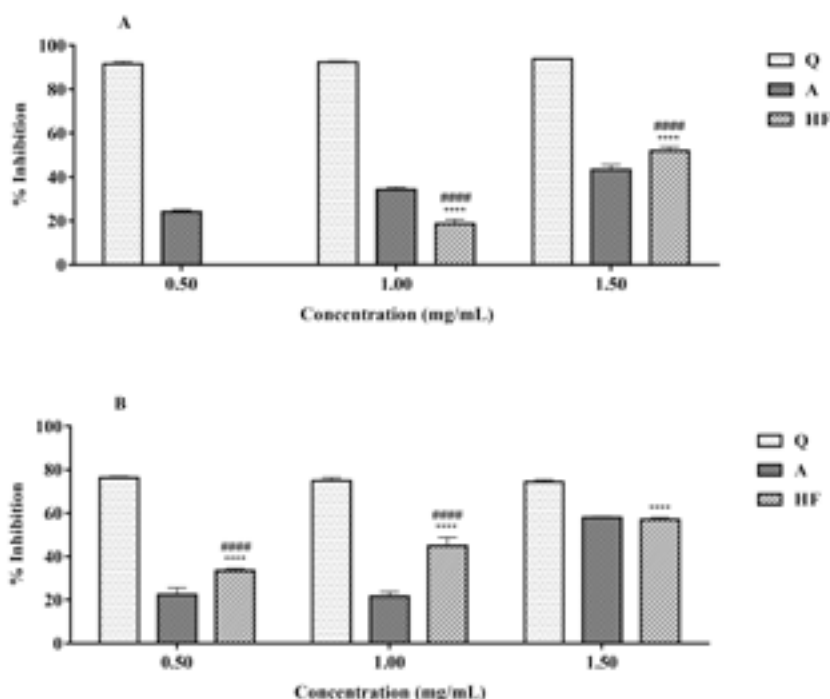 A
% Inhibition
100
80
60
40
20
0
####
****
####
****
0.50
1.00
1.50
Concentration (mg/mL)
Q
A
HF
B
% Inhibition
100
80
60
40
20
0
####
****
####
****
****
0.50
1.00
1.50
Concentration (mg/mL)
Q
A
HF